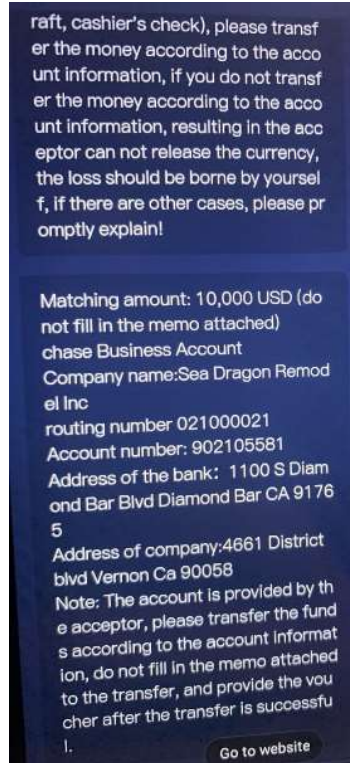 raft, cashier's check), please transf
er the money according to the acco
unt information, if you do not transf
er the money according to the acco
unt information, resulting in the acc
eptor can not release the currency,
the loss should be borne by yoursel
f, if there are other cases, please pr
omptly explain!
Matching amount: 10,000 USD (do
not fill in the memo attached)
chase Business Account
Company name:Sea Dragon Remod
el Inc
routing number 021000021
Account number: 902105581
Address of the bank: 1100 S Diam
ond Bar Blvd Diamond Bar CA 9176
5
Address of company:4661 District
blvd Vernon Ca 90058
Note: The account is provided by th
e acceptor, please transfer the fund
s according to the account informat
ion, do not fill in the memo attached
to the transfer, and provide the vou
cher after the transfer is successfu
l.
Go to website